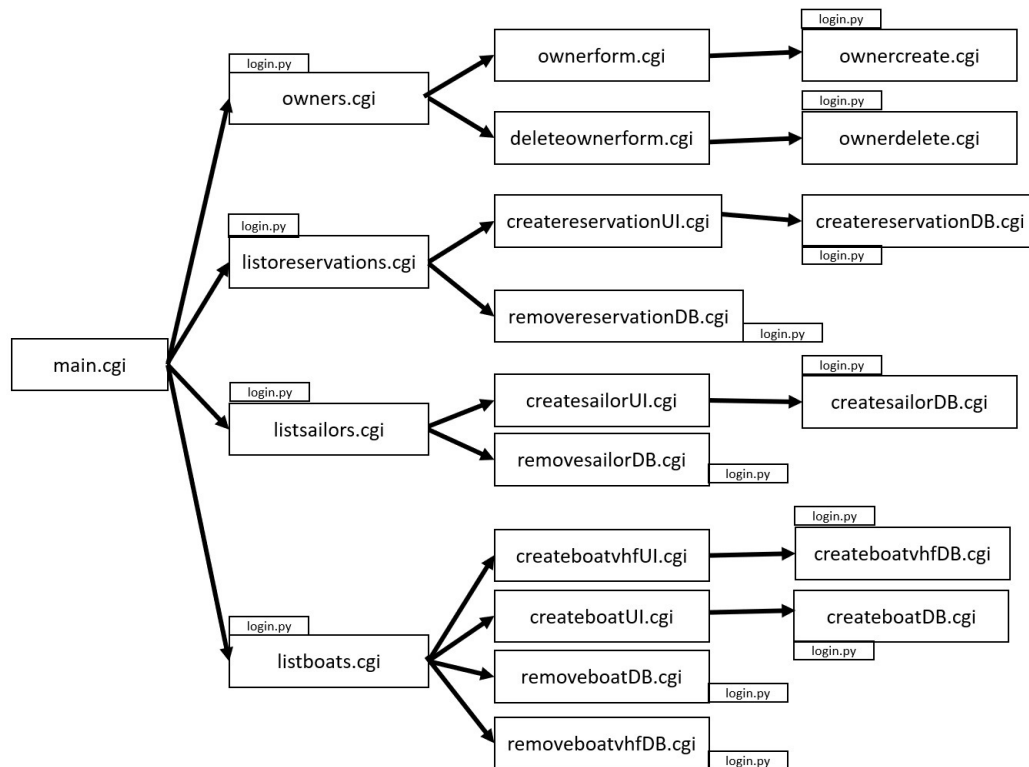 login.py
ownerform.cgi
ownercreate.cgi
login.py
owners.cgi
login.py
deleteownerform.cgi
ownerdelete.cgi
login.py
createreservationUI.cgi
createreservationDB.cgi
login.py
listoreservations.cgi
removereservationDB.cgi
login.py
main.cgi
login.py
createsailorUI.cgi
createsailorDB.cgi
login.py
listsailors.cgi
removesailorDB.cgi
login.py
login.py
createboatvhfUI.cgi
createboatvhfDB.cgi
createboatUI.cgi
createboatDB.cgi
login.py
login.py
listboats.cgi
removeboatDB.cgi
login.py
removeboatvhfDB.cgi
login.py